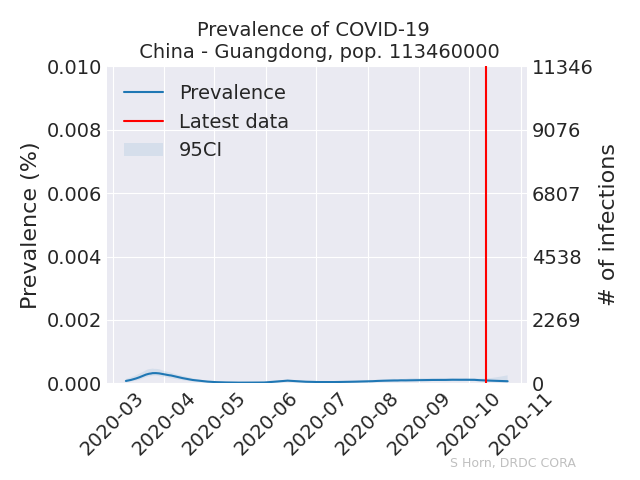 Prevalence of COVID-19
China - Guangdong, pop. 113460000
Prevalence
Latest data
95CI
Prevalence (%)
0.010
0.008
0.006
0.004
0.002
0.000
11346
9076
6807
4538
2269
0
# of infections
2020-03
2020-04
2020-05
2020-06
2020-07
2020-08
2020-09
2020-10
2020-11
S Horn, DRDC CORA